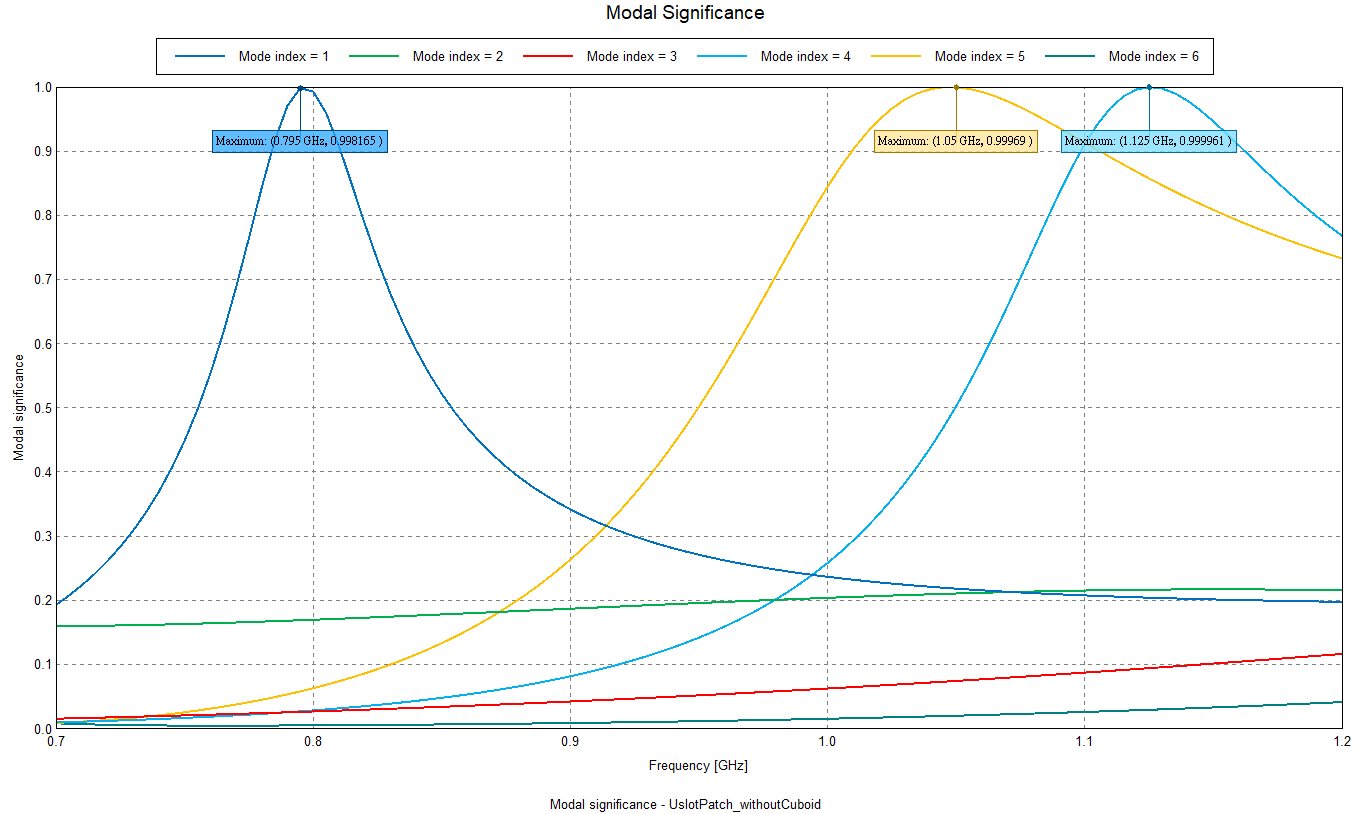 Modal Significance
Mode index = 1 Mode index = 2 Mode index = 3 Mode index = 4 Mode index = 5 Mode index = 6
1.0
Maximum: (0.795 GHz, 0.998165 ) Maximum: (1.05 GHz, 0.99969 ) Maximum: (1.125 GHz, 0.999961 )
0.9
0.8
0.7
0.6
0.5
0.4
0.3
0.2
0.1
0.0
Modal significance
0.7 0.8 0.9 1.0 1.1 1.2
Frequency [GHz]
Modal significance - UslotPatch_withoutCuboid